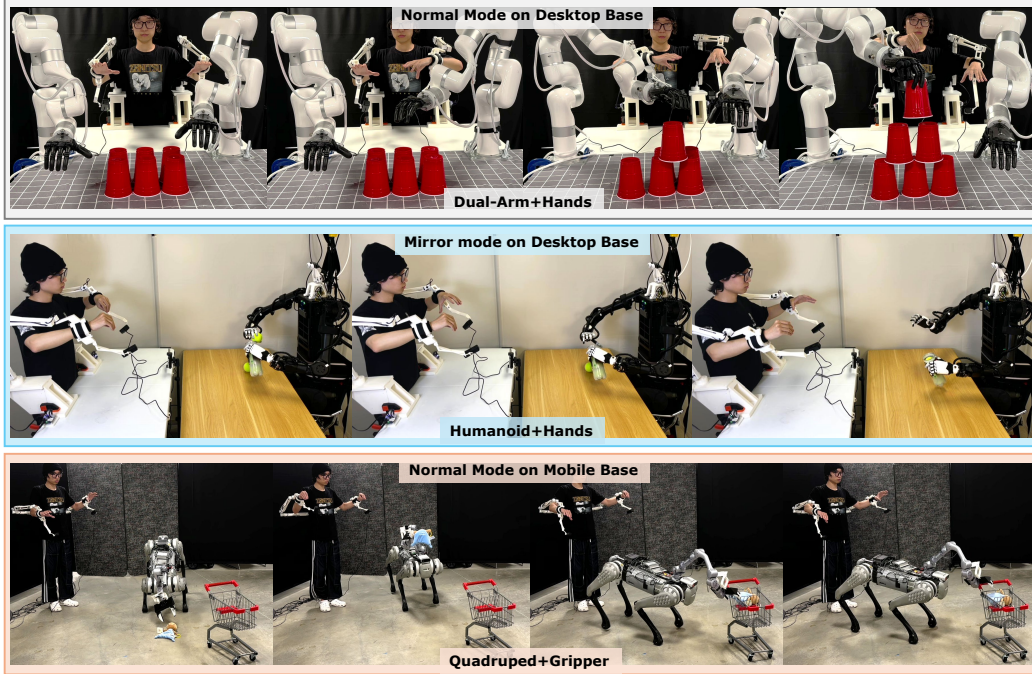 Normal Mode on Desktop Base
Dual-Arm+Hands
Mirror mode on Desktop Base
Humanoid+Hands
Normal Mode on Mobile Base
Quadruped+Gripper